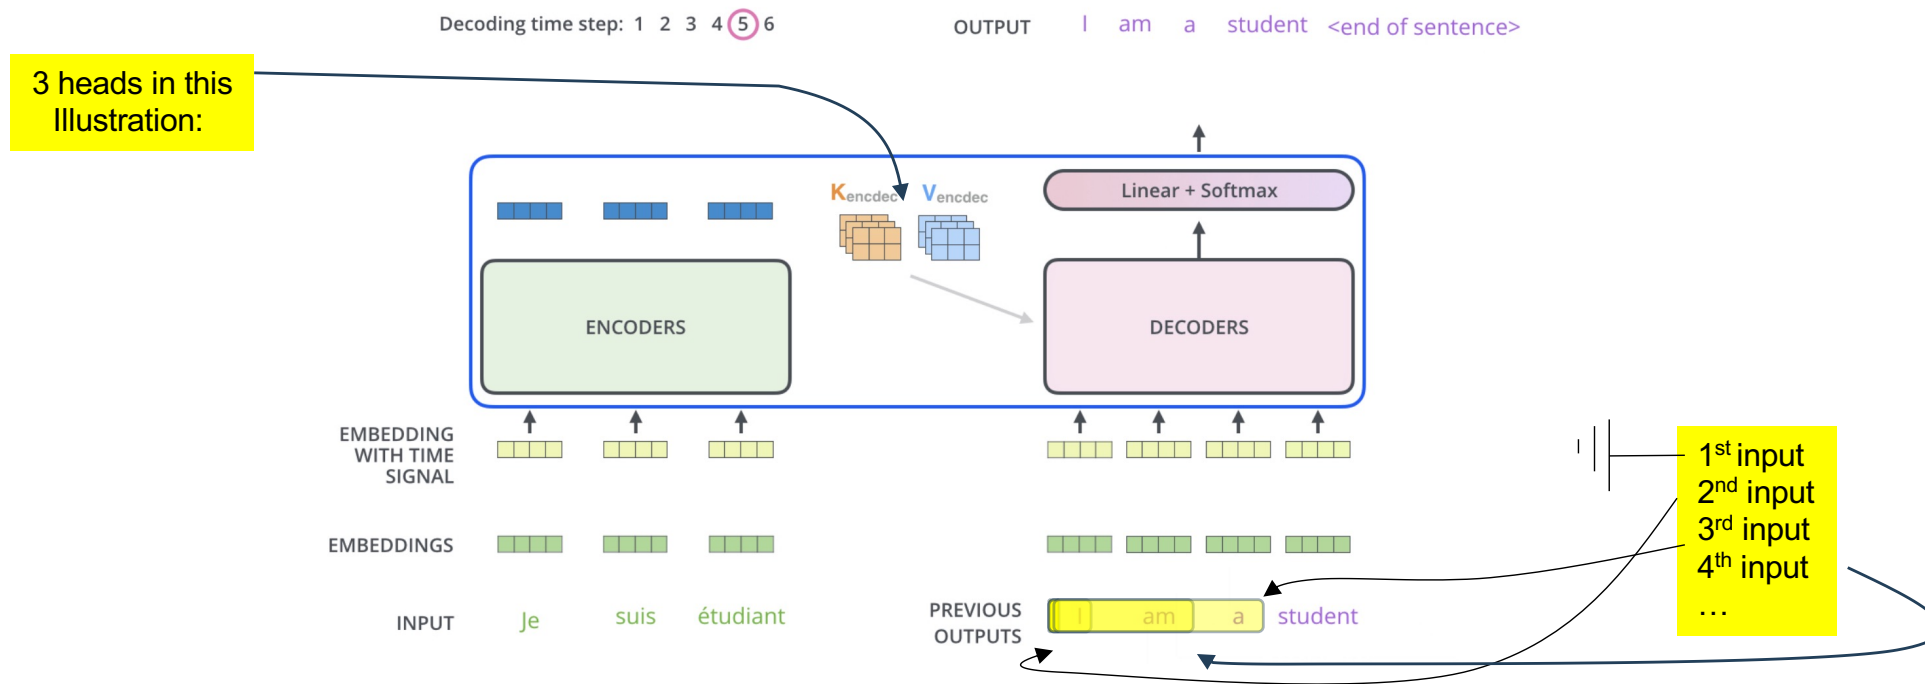 Decoding time step: 1 2 3 4 5 6
OUTPUT I am a student <end of sentence>
3 heads in this
Illustration:
Kencdec Vencdec
Linear + Softmax
ENCODERS
DECODERS
EMBEDDING
WITH TIME
SIGNAL
EMBEDDINGS
INPUT Je suis étudiant
PREVIOUS
OUTPUTS
I am a student
1st input
2nd input
3rd input
4th input
...